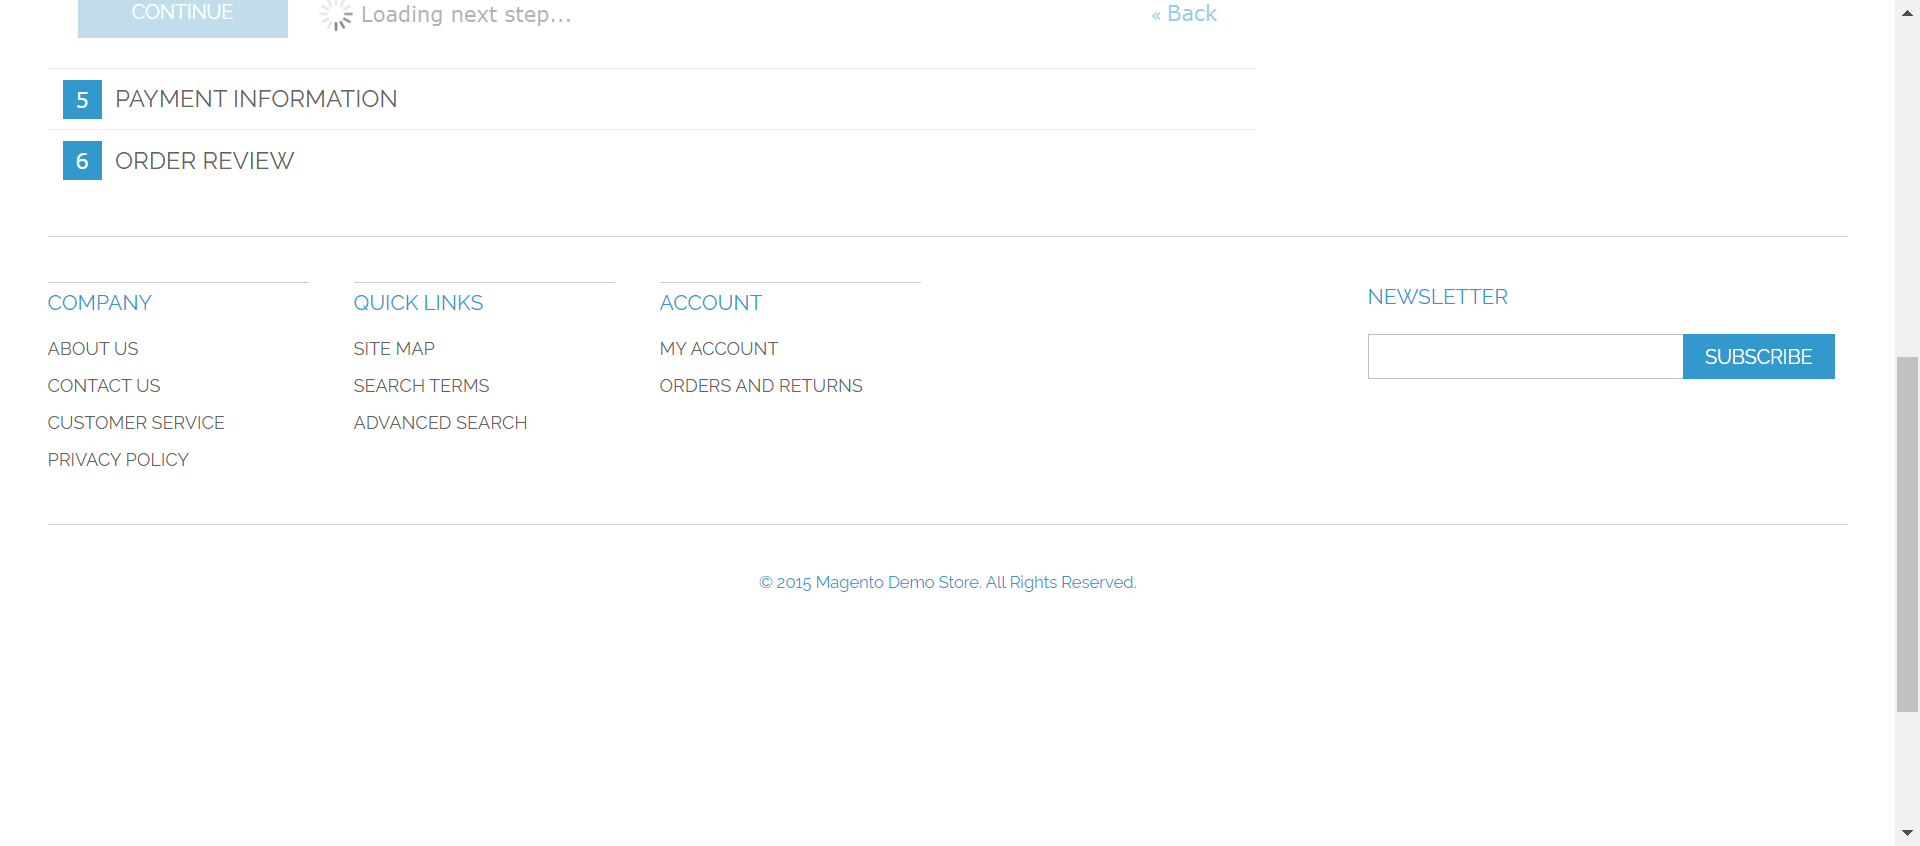 CONTINUE
Loading next step...
« Back
5 PAYMENT INFORMATION
6 ORDER REVIEW
COMPANY
ABOUT US
CONTACT US
CUSTOMER SERVICE
PRIVACY POLICY
QUICK LINKS
SITE MAP
SEARCH TERMS
ADVANCED SEARCH
ACCOUNT
MY ACCOUNT
ORDERS AND RETURNS
NEWSLETTER
SUBSCRIBE
© 2015 Magento Demo Store. All Rights Reserved.